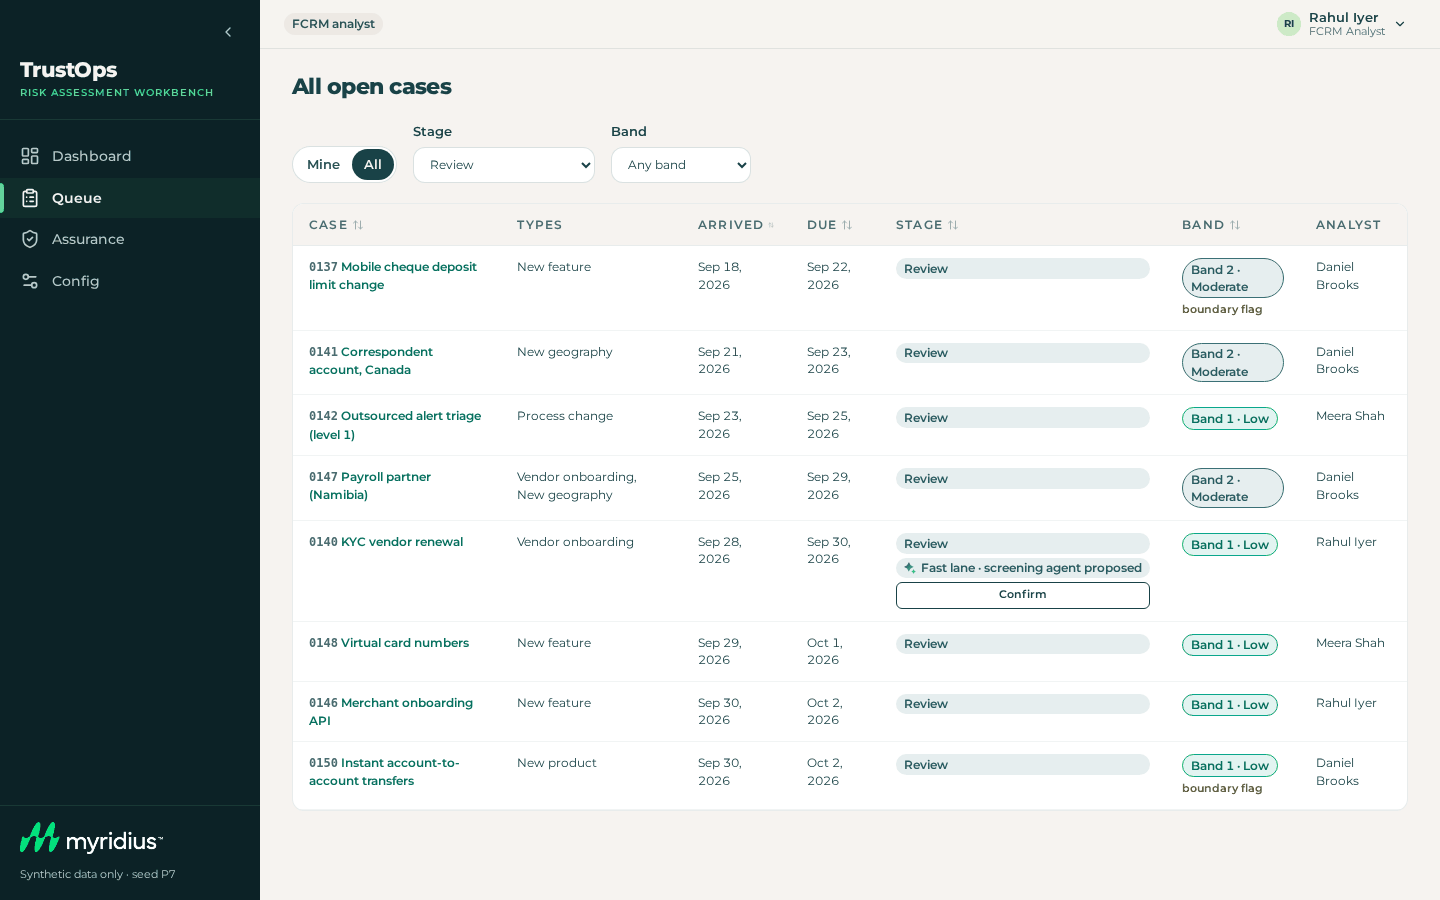 TrustOps
RISK ASSESSMENT WORKBENCH
Dashboard
Queue
Assurance
Config
myridius™
Synthetic data only · seed P7
FCRM analyst
RI
Rahul Iyer
FCRM Analyst
All open cases
Mine All
Stage
Review
Band
Any band
CASE TYPES ARRIVED DUE STAGE BAND ANALYST
0137 Mobile cheque deposit New feature Sep 18, Sep 22, Review Band 2 · Daniel
limit change 2026 2026 Moderate Brooks
boundary flag
0141 Correspondent New geography Sep 21, Sep 23, Review Band 2 · Daniel
account, Canada 2026 2026 Moderate Brooks
0142 Outsourced alert triage Process change Sep 23, Sep 25, Review Band 1 · Low Meera Shah
(level 1) 2026 2026
0147 Payroll partner Vendor onboarding, Sep 25, Sep 29, Review Band 2 · Daniel
(Namibia) New geography 2026 2026 Moderate Brooks
0140 KYC vendor renewal Vendor onboarding Sep 28, Sep 30, Review Band 1 · Low Rahul Iyer
2026 2026 Fast lane · screening agent proposed
Confirm
0148 Virtual card numbers New feature Sep 29, Oct 1, Review Band 1 · Low Meera Shah
2026 2026
0146 Merchant onboarding New feature Sep 30, Oct 2, Review Band 1 · Low Rahul Iyer
API 2026 2026
0150 Instant account-to- New product Sep 30, Oct 2, Review Band 1 · Low Daniel
account transfers 2026 2026 boundary flag Brooks